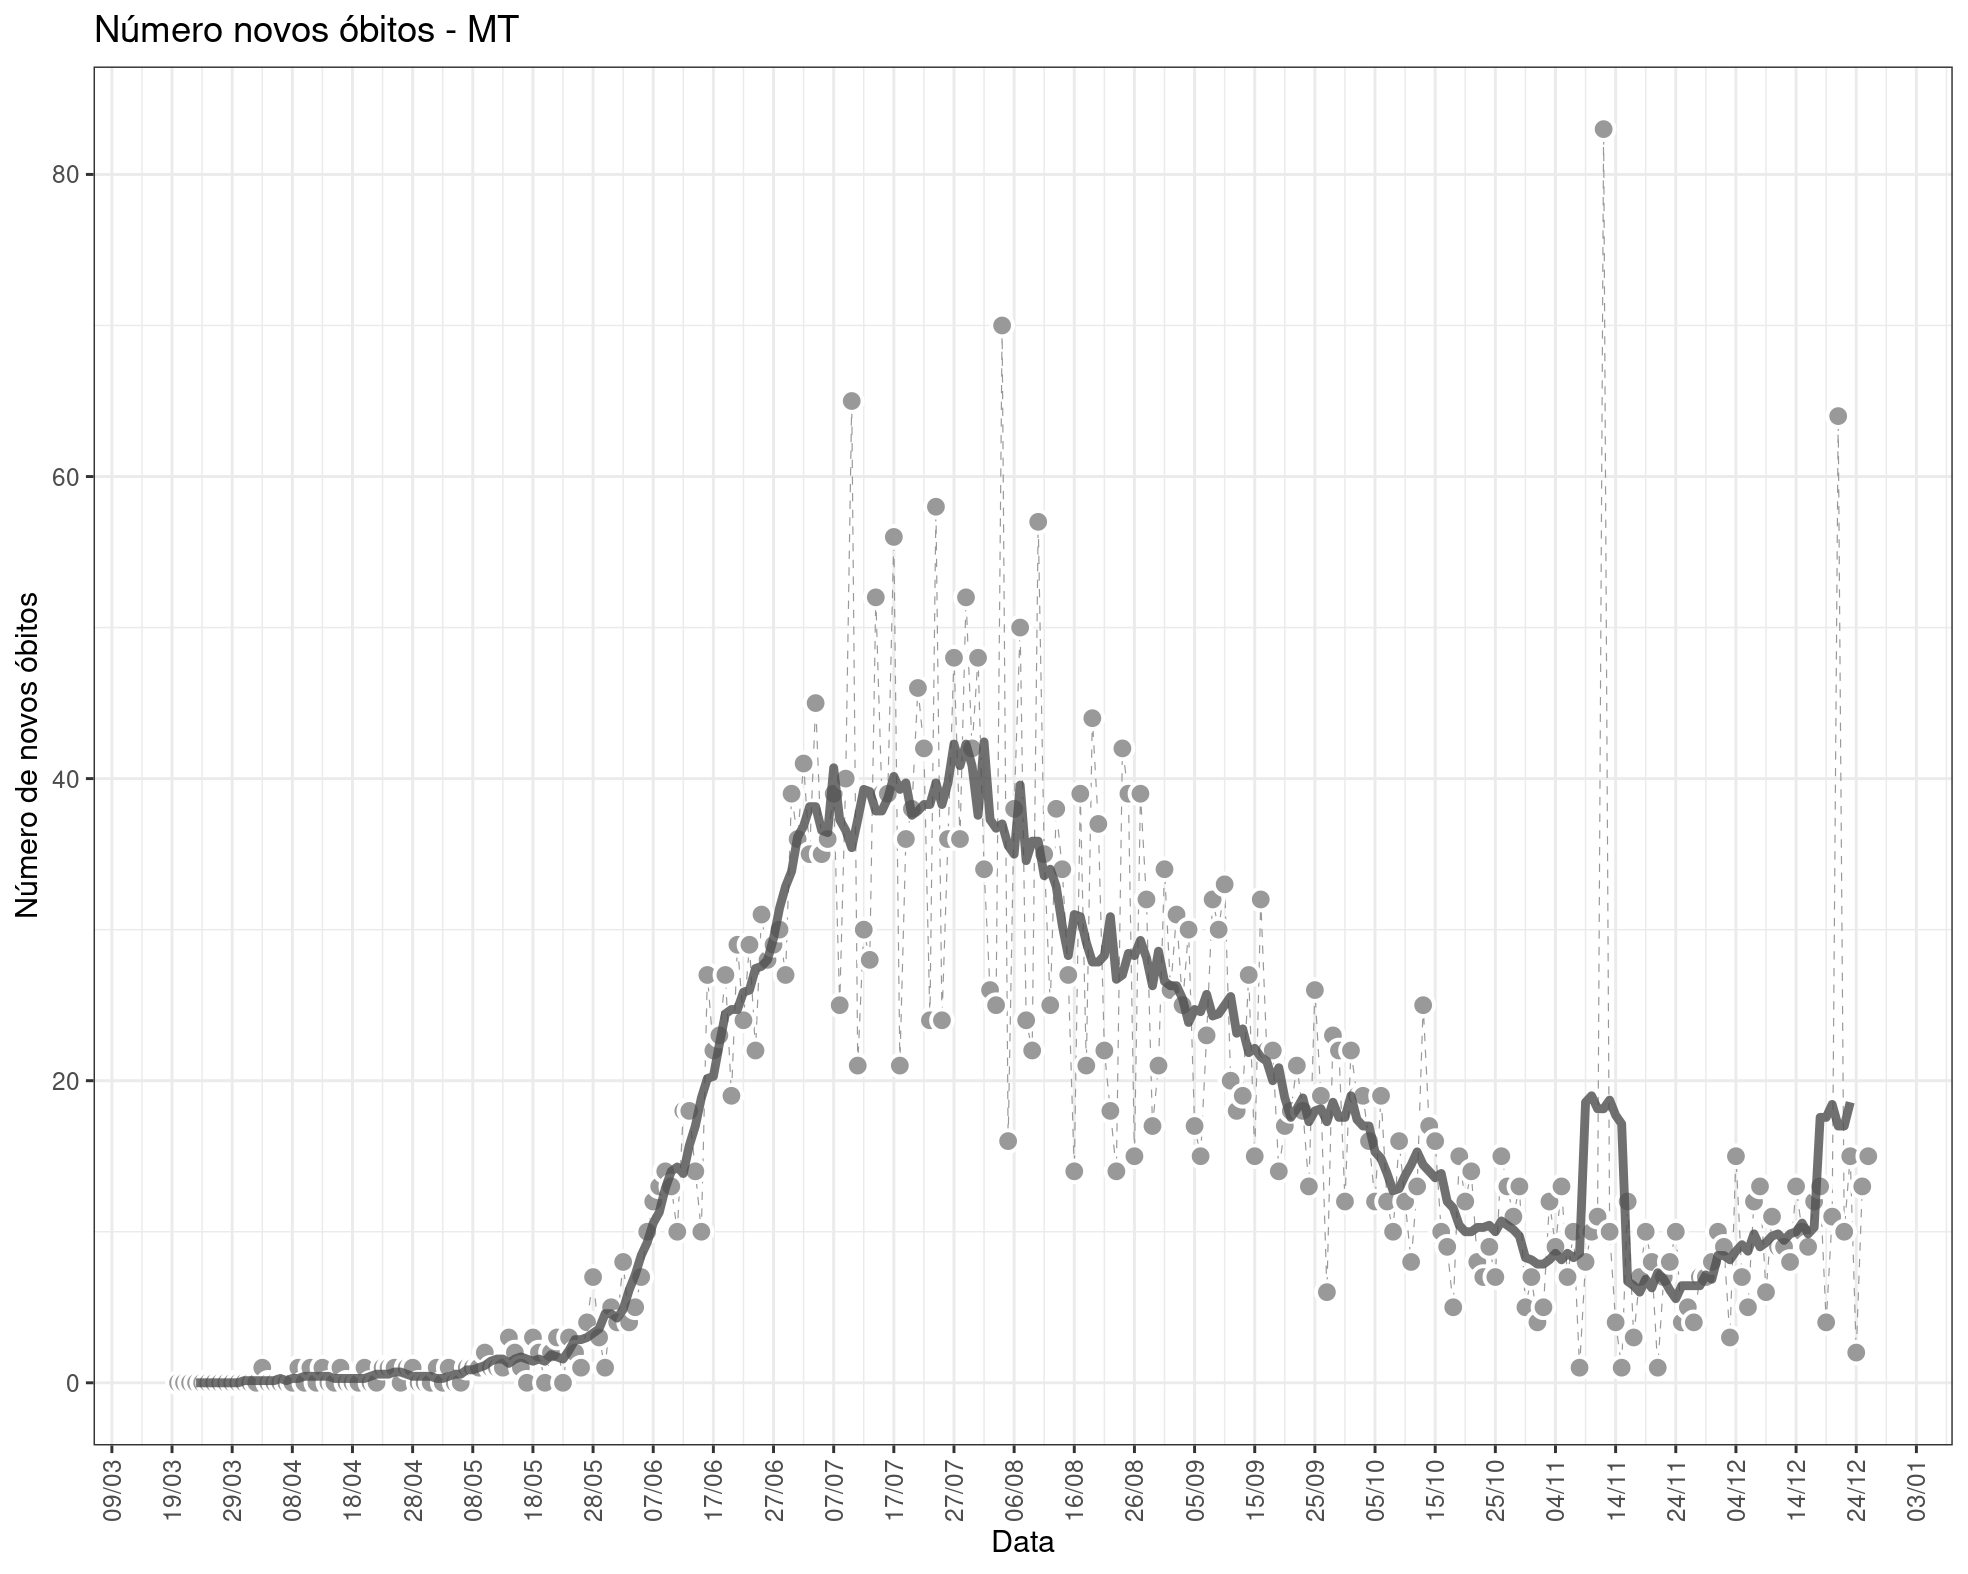 Número novos óbitos - MT
Número de novos óbitos
80
60
40
20
0
09/03 19/03 29/03 08/04 18/04 28/04 08/05 18/05 28/05 07/06 17/06 27/06 07/07 17/07 27/07 06/08 16/08 26/08 05/09 15/09 25/09 05/10 15/10 25/10 04/11 14/11 24/11 04/12 14/12 24/12 03/01
Data